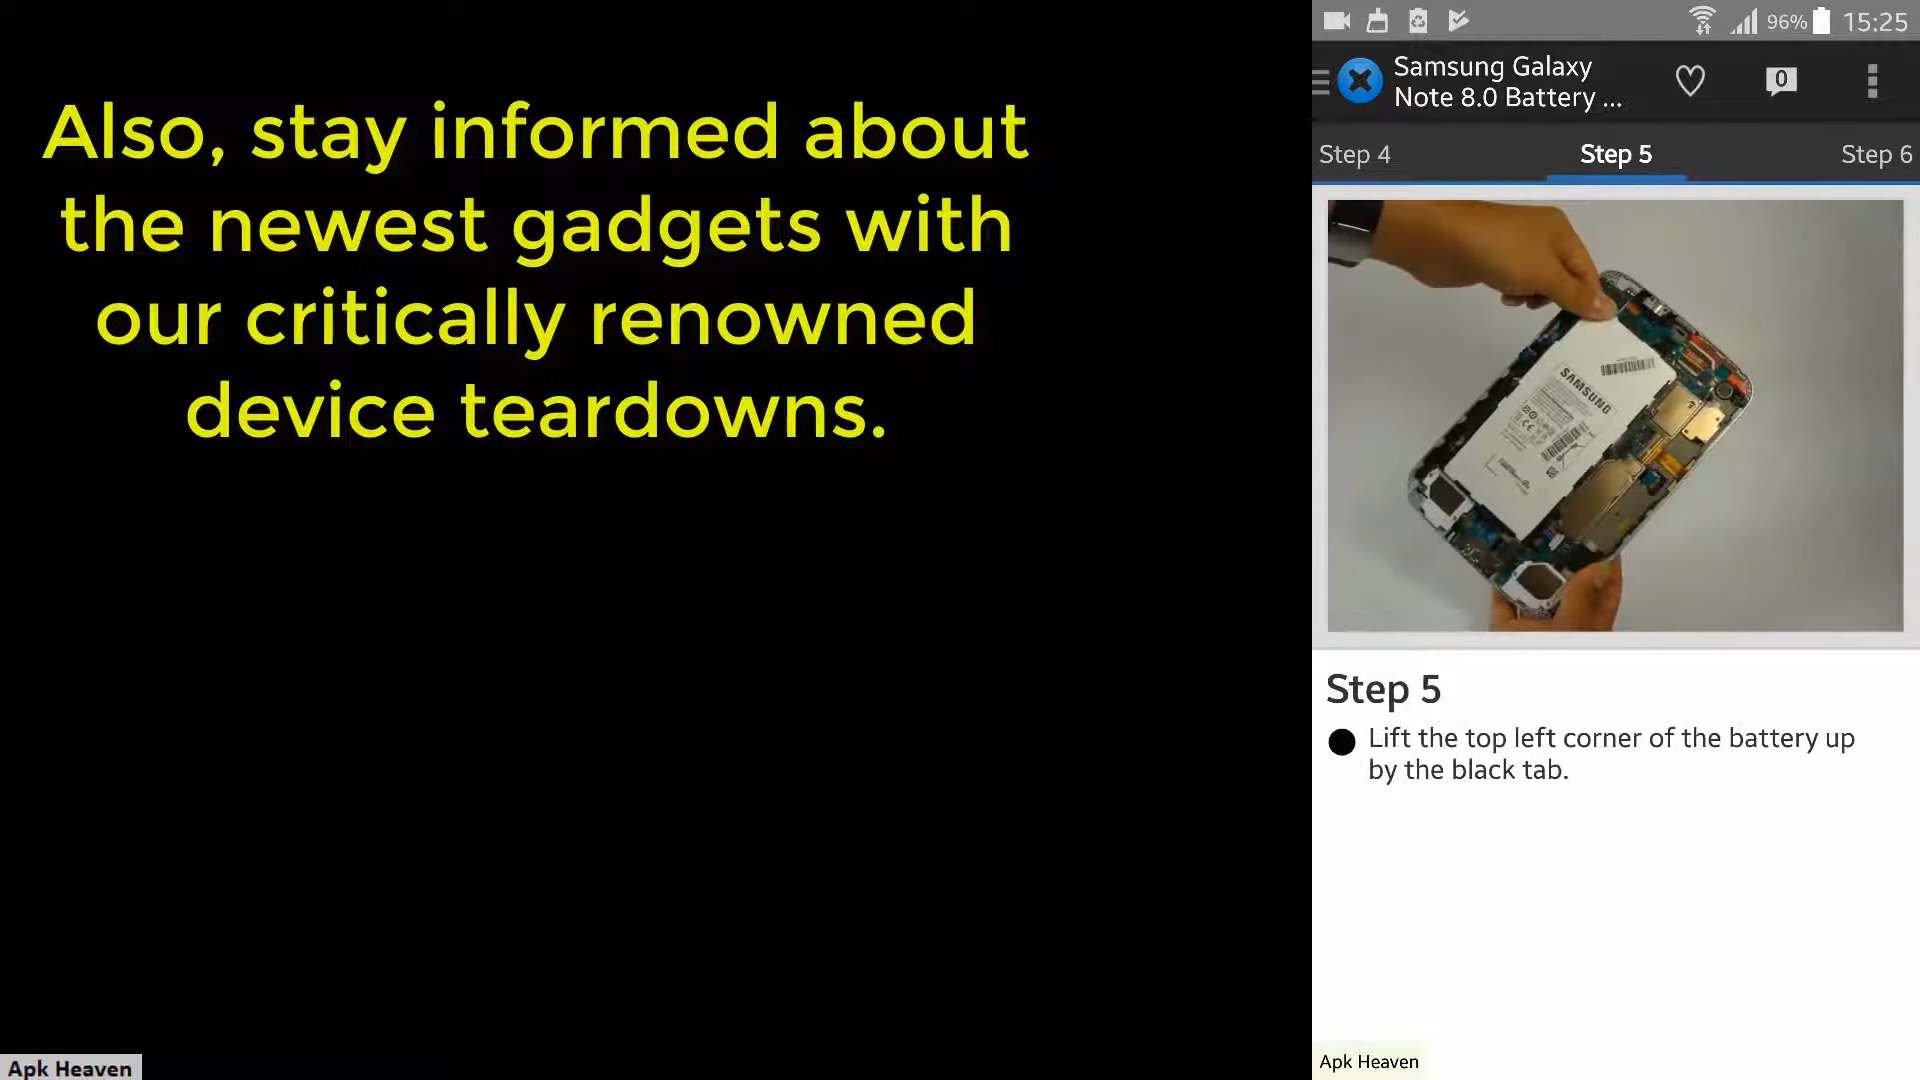 Also, stay informed about
the newest gadgets with
our critically renowned
device teardowns.
Apk Heaven
96% 15:25
Samsung Galaxy
Note 8.0 Battery ...
0
Step 4 Step 5 Step 6
SAMSUNG
Step 5
Lift the top left corner of the battery up
by the black tab.
Apk Heaven